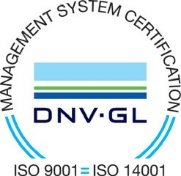 MANAGEMENT SYSTEM CERTIFICATION
DNV·GL
ISO 9001=ISO 14001